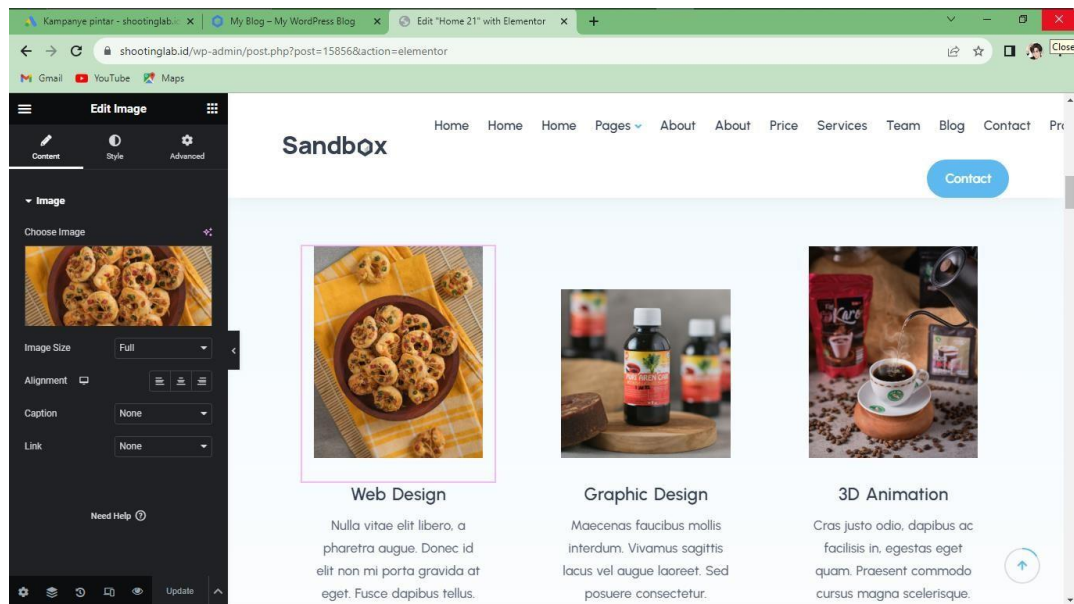 Kampanye pintar - shootinglab.ic
My Blog – My WordPress Blog
Edit "Home 21" with Elementor
shootinglab.id/wp-admin/post.php?post=15856&action=elementor
Close
Gmail YouTube Maps
Edit Image
Content Style Advanced
Image
Choose Image
Image Size Full
Alignment
Caption None
Link None
Need Help
Update
Sandbox
Home Home Home Pages About About Price Services Team Blog Contact Pro
Contact
Karo
Web Design
Nulla vitae elit libero, a
pharetra augue. Donec id
elit non mi porta gravida at
eget. Fusce dapibus tellus.
Graphic Design
Maecenas faucibus mollis
interdum. Vivamus sagittis
lacus vel augue laoreet. Sed
posuere consectetur.
3D Animation
Cras justo odio, dapibus ac
facilisis in, egestas eget
quam. Praesent commodo
cursus magna scelerisque.